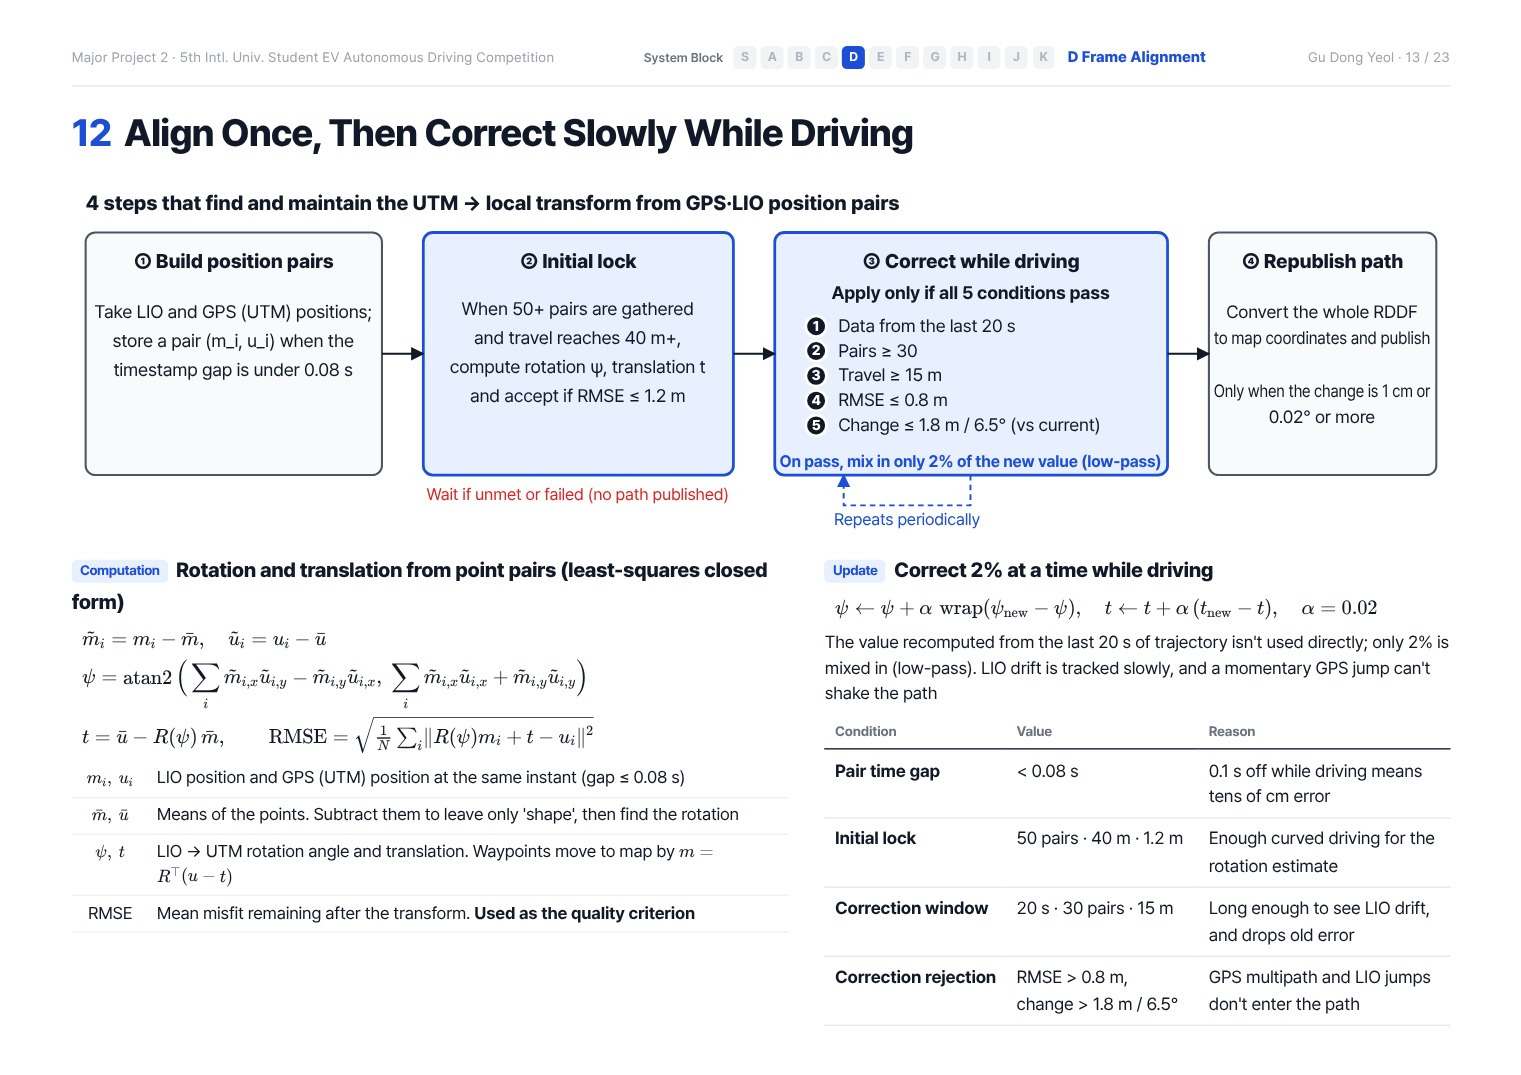 Major Project 2 · 5th Intl. Univ. Student EV Autonomous Driving Competition
System Block S A B C D E F G H I J K D Frame Alignment
Gu Dong Yeol · 13 / 23
12 Align Once, Then Correct Slowly While Driving
4 steps that find and maintain the UTM → local transform from GPS·LIO position pairs
① Build position pairs
Take LIO and GPS (UTM) positions;
store a pair (m_i, u_i) when the
timestamp gap is under 0.08 s
② Initial lock
When 50+ pairs are gathered
and travel reaches 40 m+,
compute rotation ψ, translation t
and accept if RMSE ≤ 1.2 m
Wait if unmet or failed (no path published)
③ Correct while driving
Apply only if all 5 conditions pass
❶ Data from the last 20 s
❷ Pairs ≥ 30
❸ Travel ≥ 15 m
❹ RMSE ≤ 0.8 m
❺ Change ≤ 1.8 m / 6.5° (vs current)
On pass, mix in only 2% of the new value (low-pass)
Repeats periodically
④ Republish path
Convert the whole RDDF
to map coordinates and publish
Only when the change is 1 cm or
0.02° or more
Computation Rotation and translation from point pairs (least-squares closed
form)
m̃ᵢ = mᵢ − m̄, ũᵢ = uᵢ − ū
ψ = atan2 ( ∑ᵢ m̃_{i,x}ũ_{i,y} − m̃_{i,y}ũ_{i,x}, ∑ᵢ m̃_{i,x}ũ_{i,x} + m̃_{i,y}ũ_{i,y} )
t = ū − R(ψ) m̄, RMSE = √(1/N ∑ᵢ‖R(ψ)mᵢ + t − uᵢ‖²)
mᵢ, uᵢ LIO position and GPS (UTM) position at the same instant (gap ≤ 0.08 s)
m̄, ū Means of the points. Subtract them to leave only 'shape', then find the rotation
ψ, t LIO → UTM rotation angle and translation. Waypoints move to map by m =
R⊤(u − t)
RMSE Mean misfit remaining after the transform. Used as the quality criterion
Update Correct 2% at a time while driving
ψ ← ψ + α wrap(ψ_new − ψ), t ← t + α (t_new − t), α = 0.02
The value recomputed from the last 20 s of trajectory isn't used directly; only 2% is
mixed in (low-pass). LIO drift is tracked slowly, and a momentary GPS jump can't
shake the path
Condition Value Reason
Pair time gap < 0.08 s 0.1 s off while driving means
tens of cm error
Initial lock 50 pairs · 40 m · 1.2 m Enough curved driving for the
rotation estimate
Correction window 20 s · 30 pairs · 15 m Long enough to see LIO drift,
and drops old error
Correction rejection RMSE > 0.8 m, GPS multipath and LIO jumps
change > 1.8 m / 6.5° don't enter the path